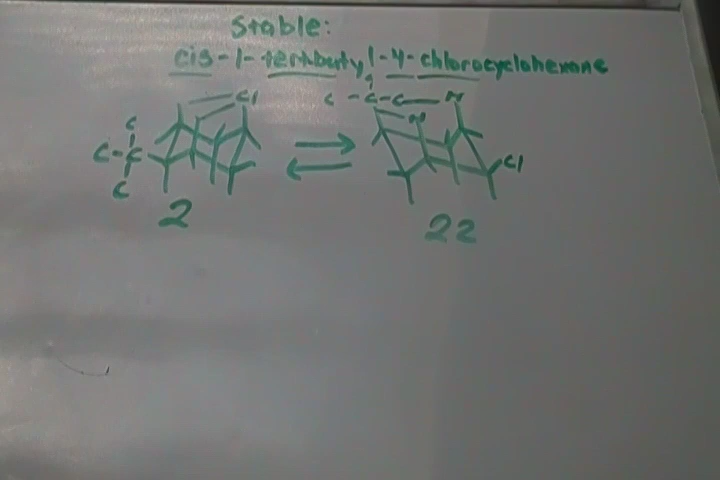 Stable:
cis-1-tertbutyl-4-chlorocyclohexane
Cl C-C-C H
C H
C-C Cl
C
2 22